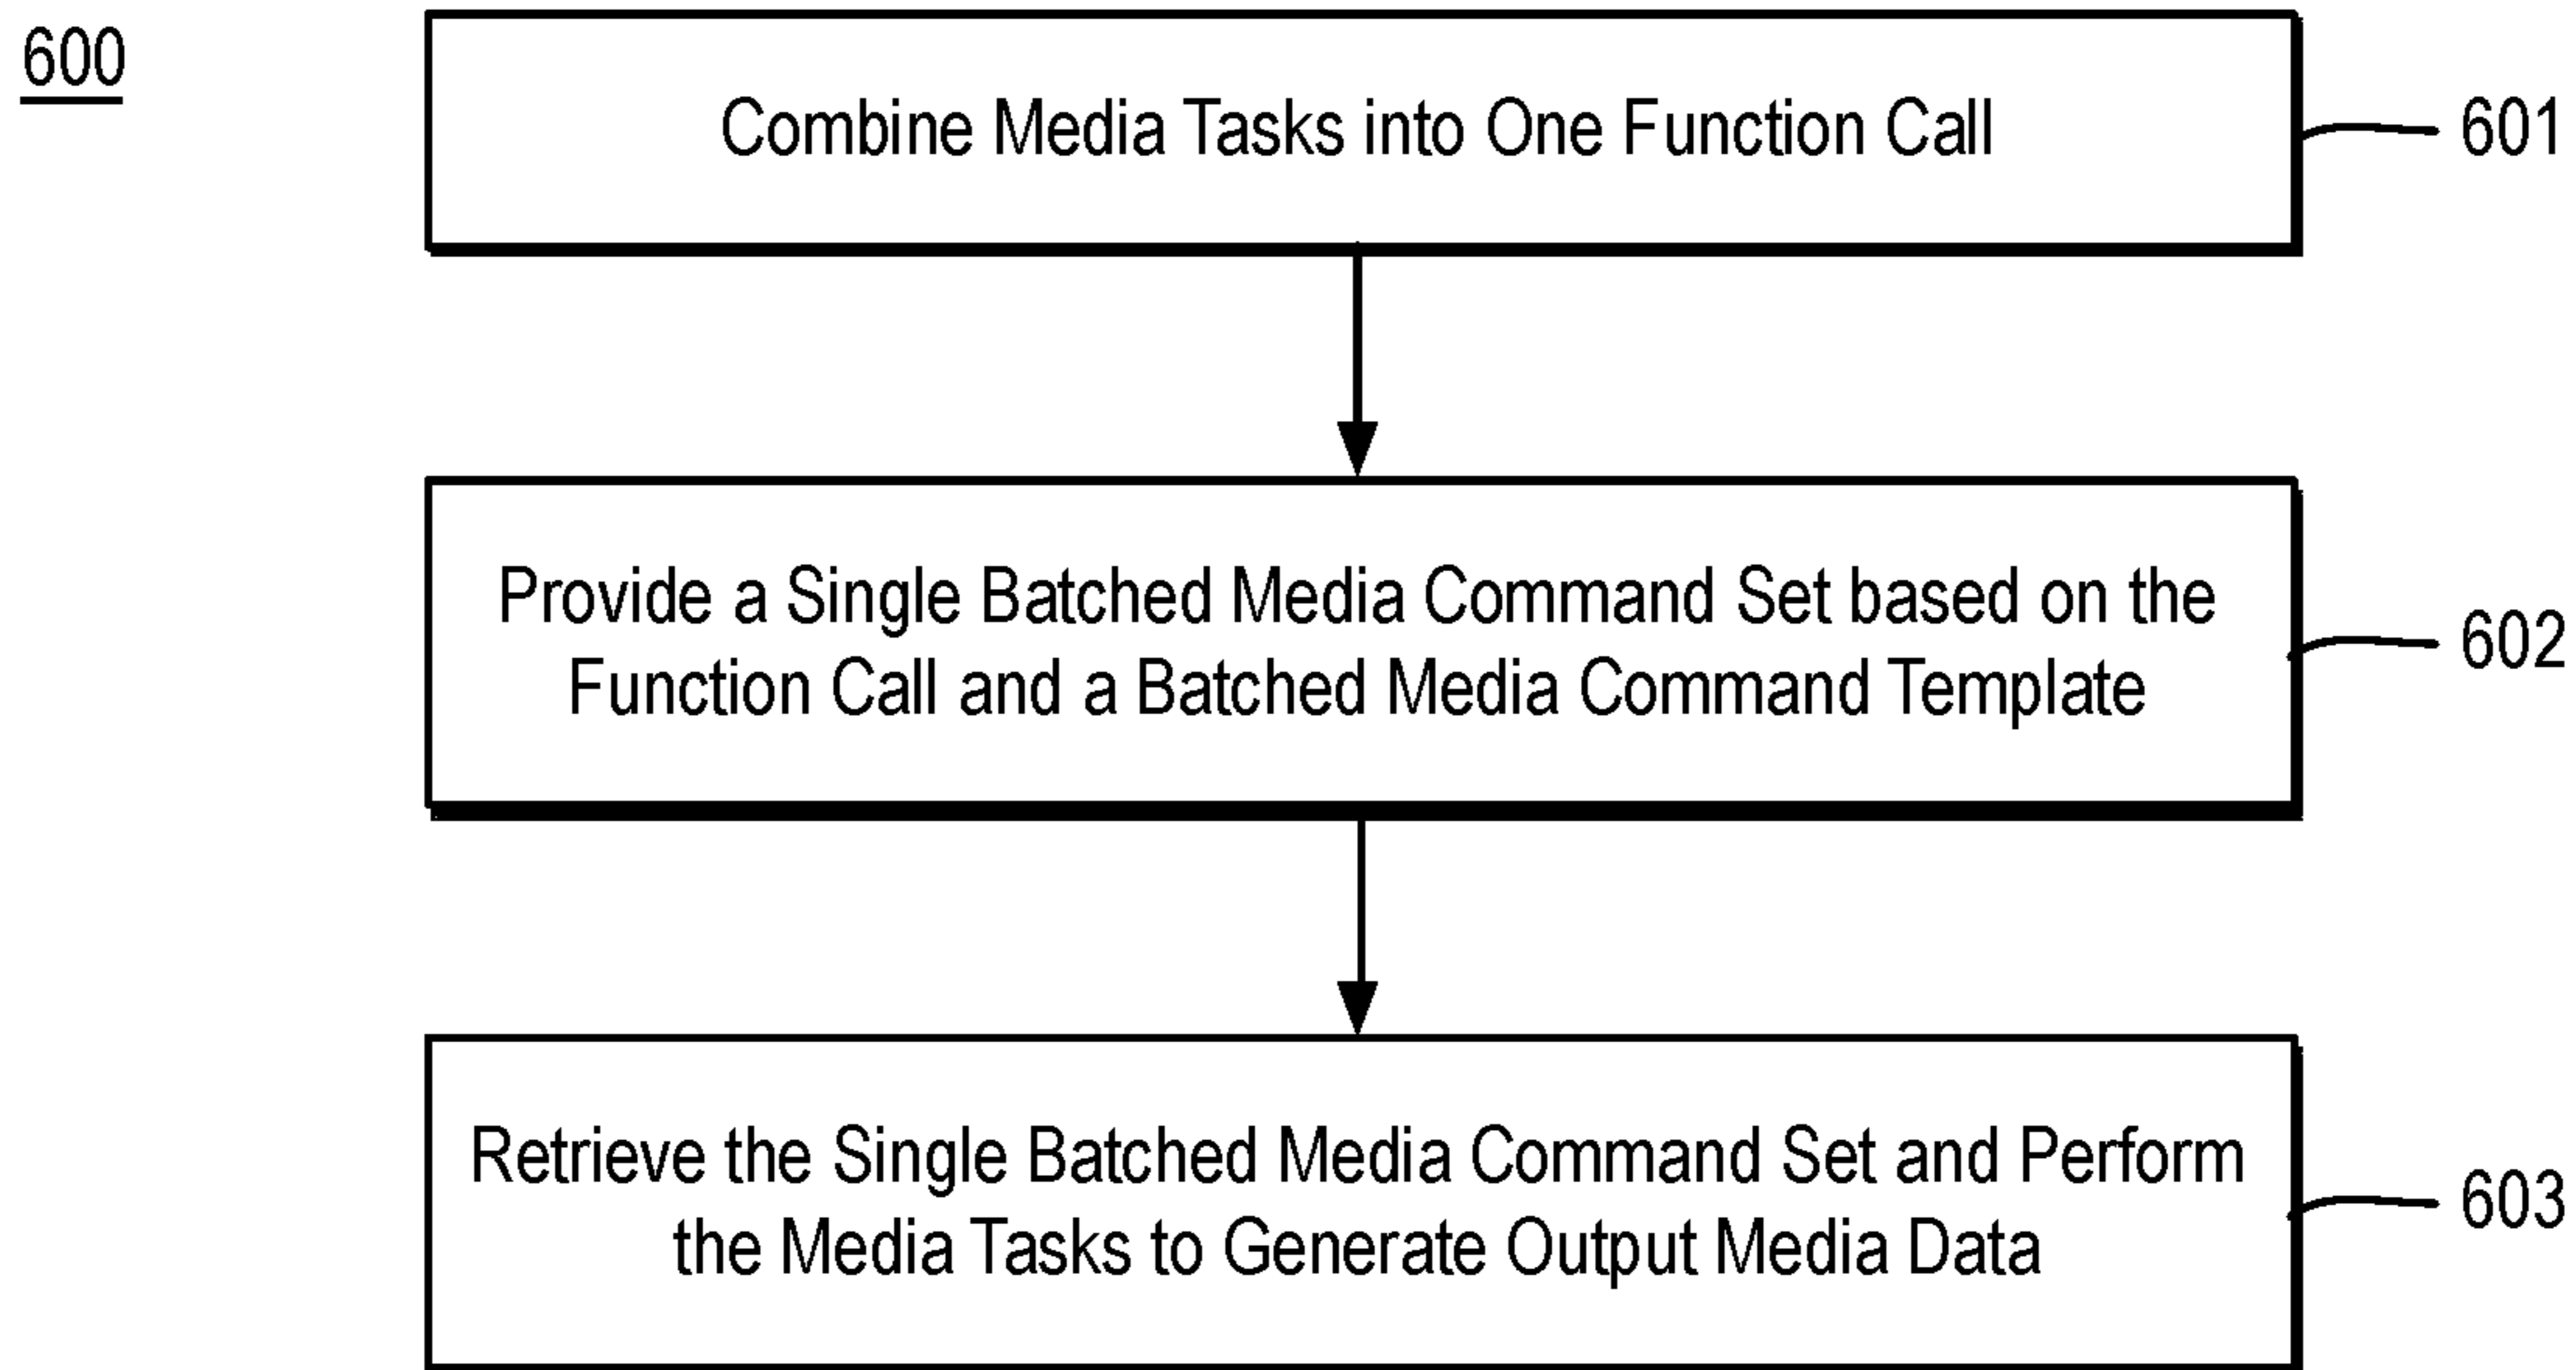 600
Combine Media Tasks into One Function Call
601
Provide a Single Batched Media Command Set based on the
Function Call and a Batched Media Command Template
602
Retrieve the Single Batched Media Command Set and Perform
the Media Tasks to Generate Output Media Data
603